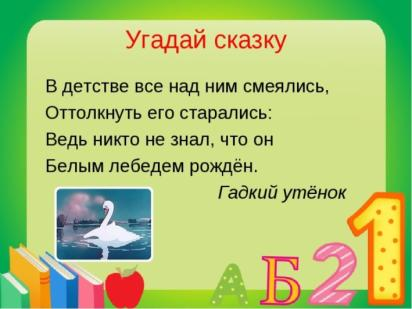 Угадай сказку
В детстве все над ним смеялись,
Оттолкнуть его старались:
Ведь никто не знал, что он
Белым лебедем рождён.
Гадкий утёнок
А Б 2 1